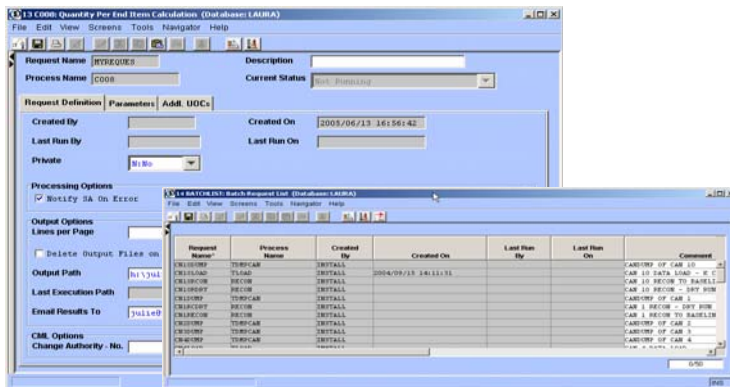 13 C008: Quantity Per End Item Calculation (Database: LAURA)
File Edit View Screens Tools Navigator Help
Request Name MYREQUES Description
Process Name C008 Current Status Not Running
Request Definition Parameters Addl. UOCs
Created By Created On 2005/06/13 16:56:42
Last Run By Last Run On
Private N:No
Processing Options
Notify SA On Error
Output Options
Lines per Page
Delete Output Files on
Output Path h:\jul
Last Execution Path
Email Results To julie@
CML Options
Change Authority - No.
14 BATCHLIST: Batch Request List (Database: LAURA)
File Edit View Screens Tools Navigator Help
Request Name* Process Name Created By Created On Last Run By Last Run On Comment
CN10DUMP TDMPCAN INSTALL CANDUMP OF CAN 10
CN10LOAD TLOAD INSTALL 2004/09/13 14:11:51 CAN 10 DATA LOAD -
CN10RCON RECON INSTALL CAN 10 RECON TO BASELI
CN10RDRY RECON INSTALL CAN 10 RECON - DRY RUN
CN1DUMP TDMPCAN INSTALL CANDUMP OF CAN 1
CN1RCDRY RECON INSTALL CAN 1 RECON - DRY RUN
CN1RECON RECON INSTALL CAN 1 RECON TO BASELIN
CN2DUMP TDMPCAN INSTALL CANDUMP OF CAN 2
CN3DUMP TDMPCAN INSTALL CANDUMP OF CAN 3
CN4DUMP TDMPCAN INSTALL CANDUMP OF CAN 4
0/50
INS